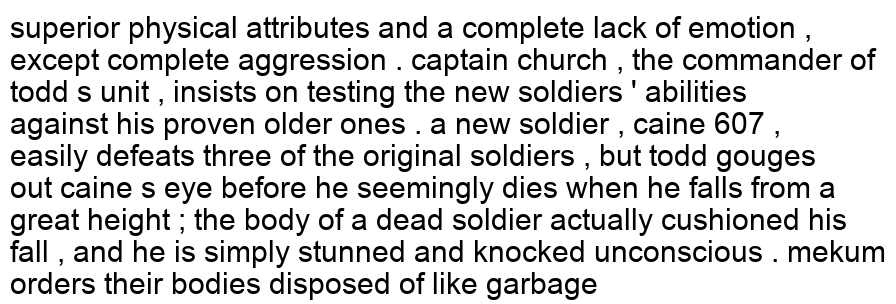 superior physical attributes and a complete lack of emotion ,
except complete aggression . captain church , the commander of
todd s unit , insists on testing the new soldiers ' abilities
against his proven older ones . a new soldier , caine 607 ,
easily defeats three of the original soldiers , but todd gouges
out caine s eye before he seemingly dies when he falls from a
great height ; the body of a dead soldier actually cushioned his
fall , and he is simply stunned and knocked unconscious . mekum
orders their bodies disposed of like garbage